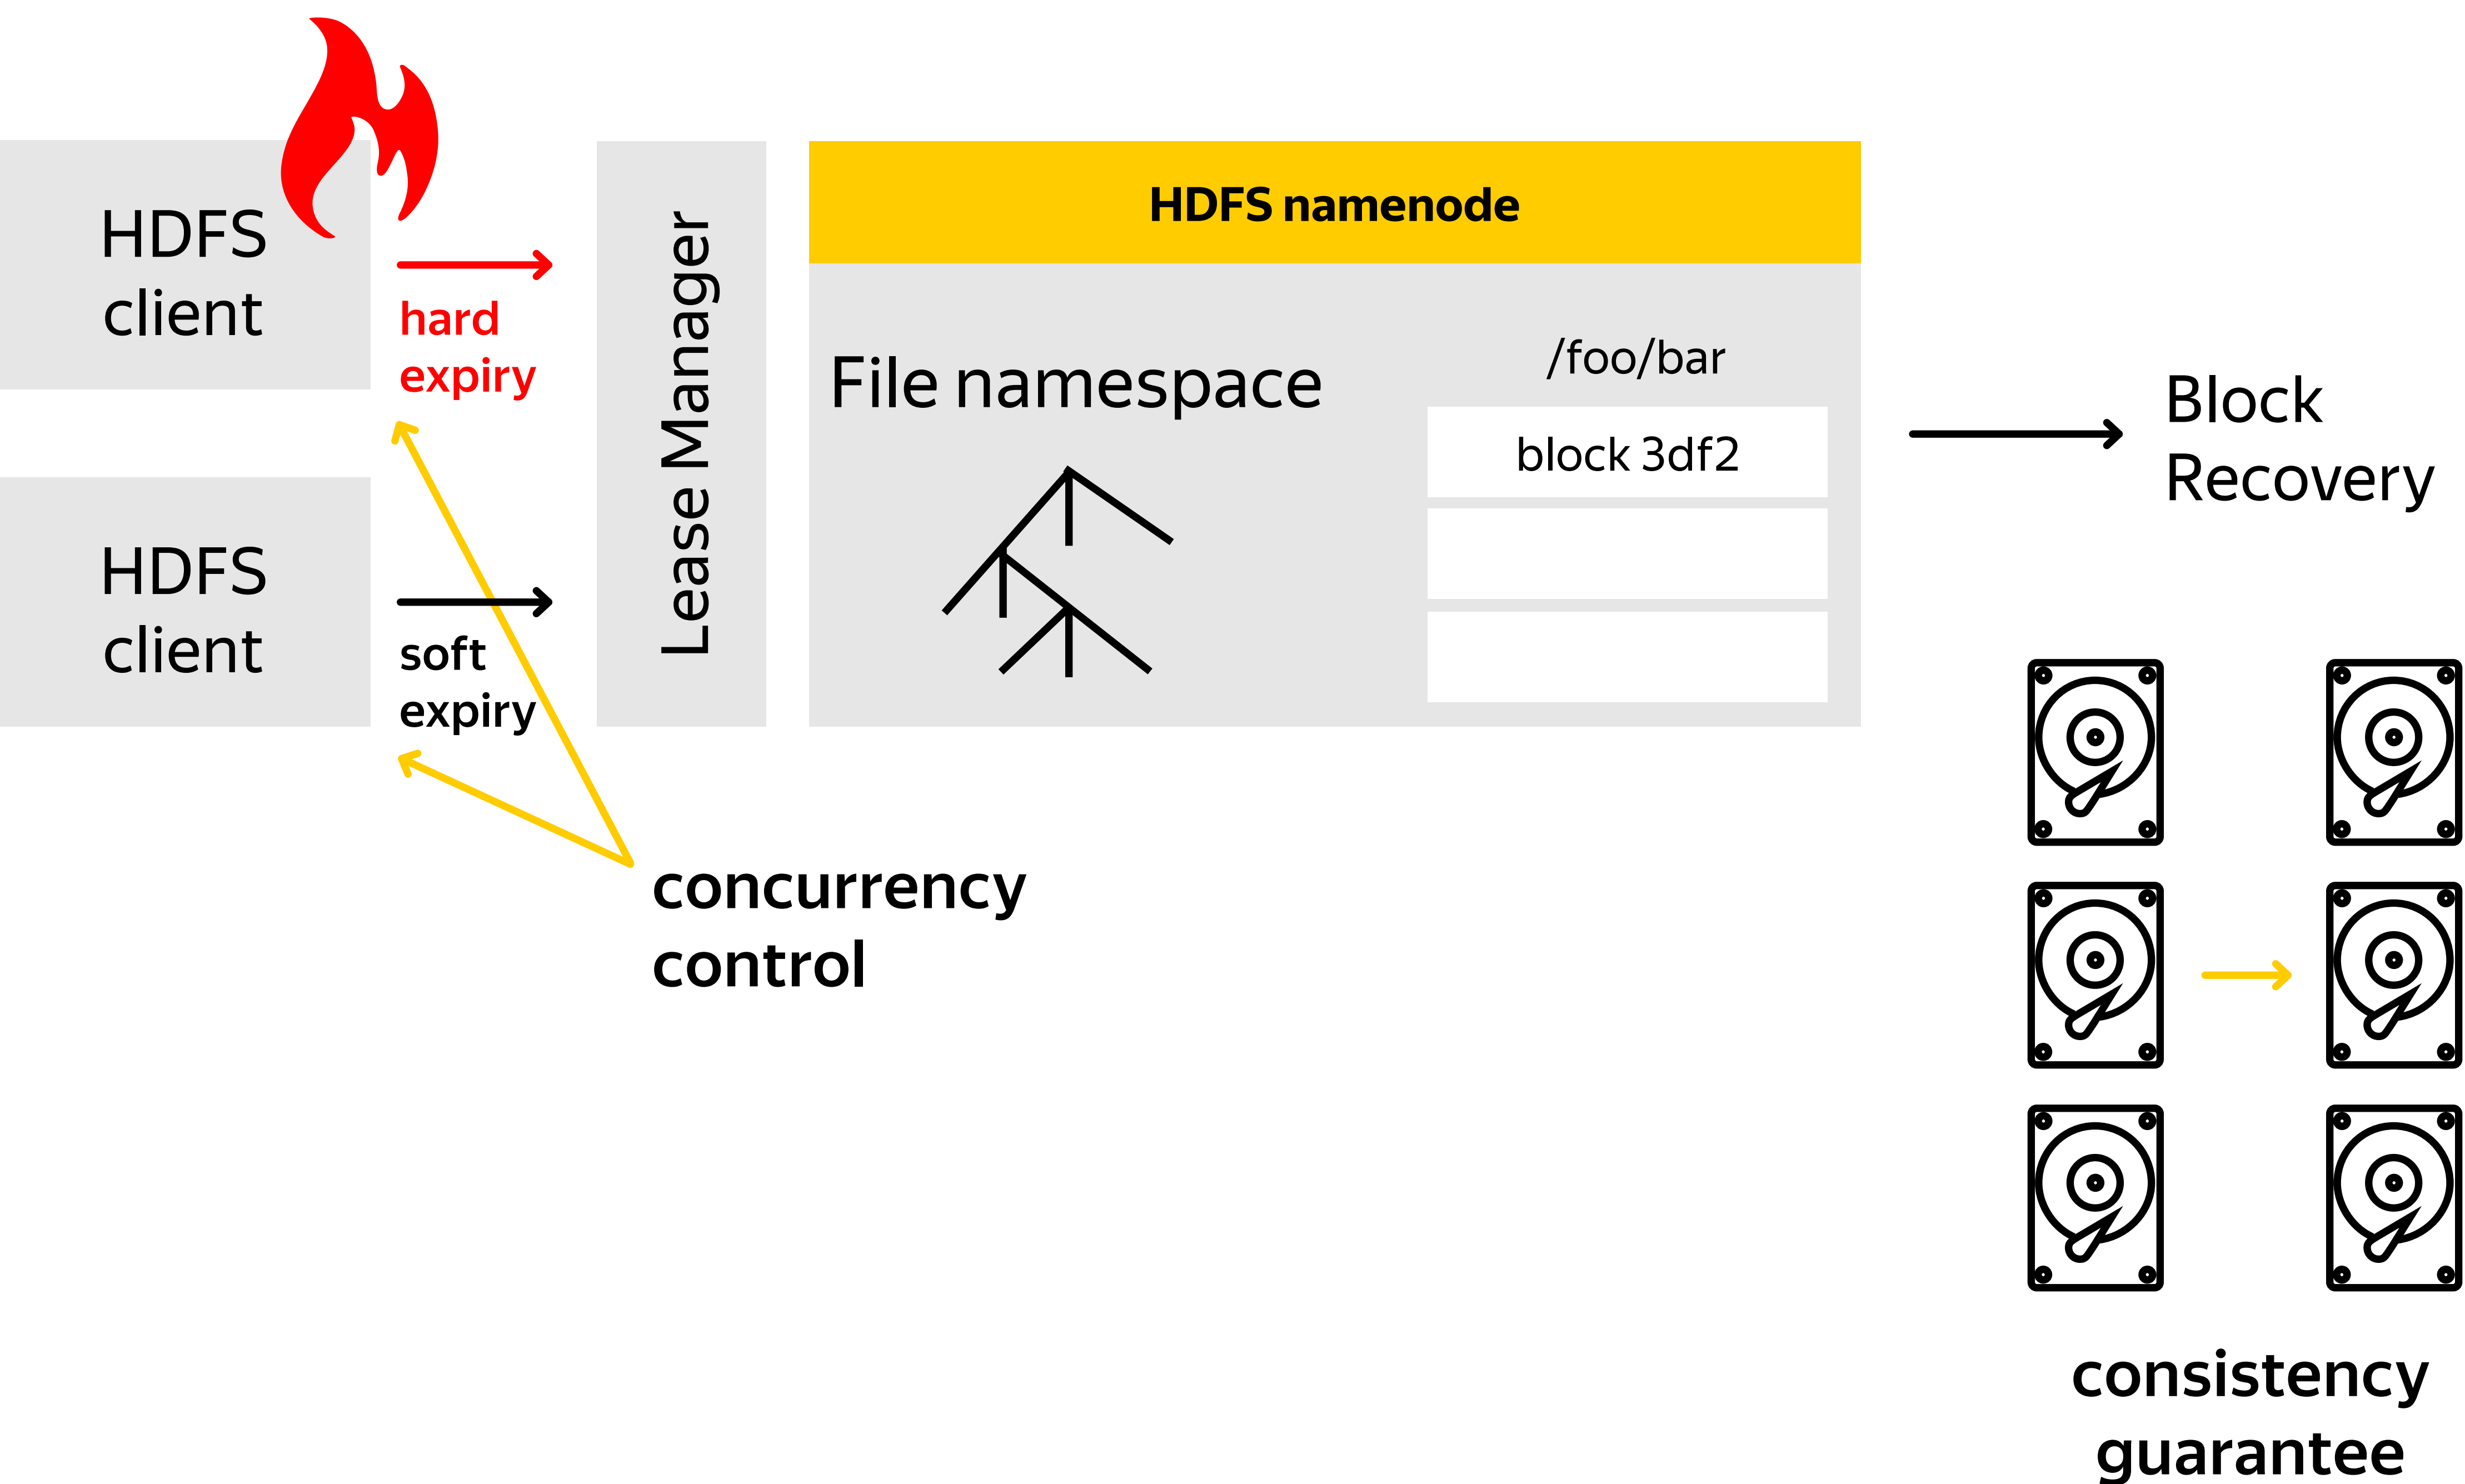 HDFS
client
hard
expiry
HDFS
client
soft
expiry
Lease Manager
HDFS namenode
File namespace
/foo/bar
block 3df2
Block
Recovery
concurrency
control
consistency
guarantee